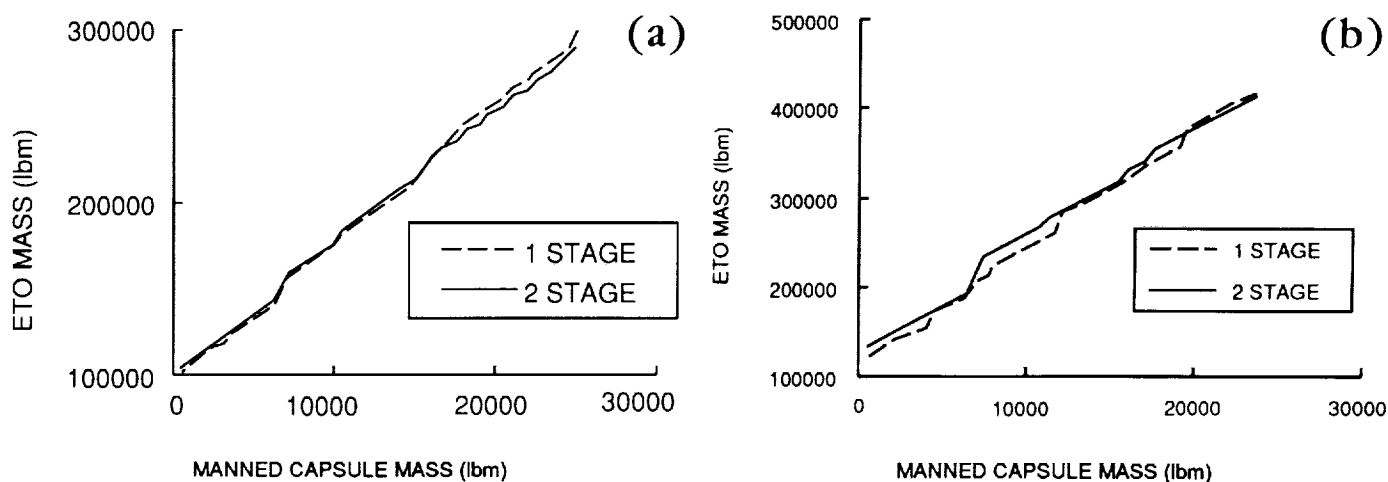 (a)
300000
200000
100000
ETO MASS (lbm)
1 STAGE
2 STAGE
0 10000 20000 30000
MANNED CAPSULE MASS (lbm)
(b)
500000
400000
300000
200000
100000
ETO MASS (lbm)
1 STAGE
2 STAGE
0 10000 20000 30000
MANNED CAPSULE MASS (lbm)